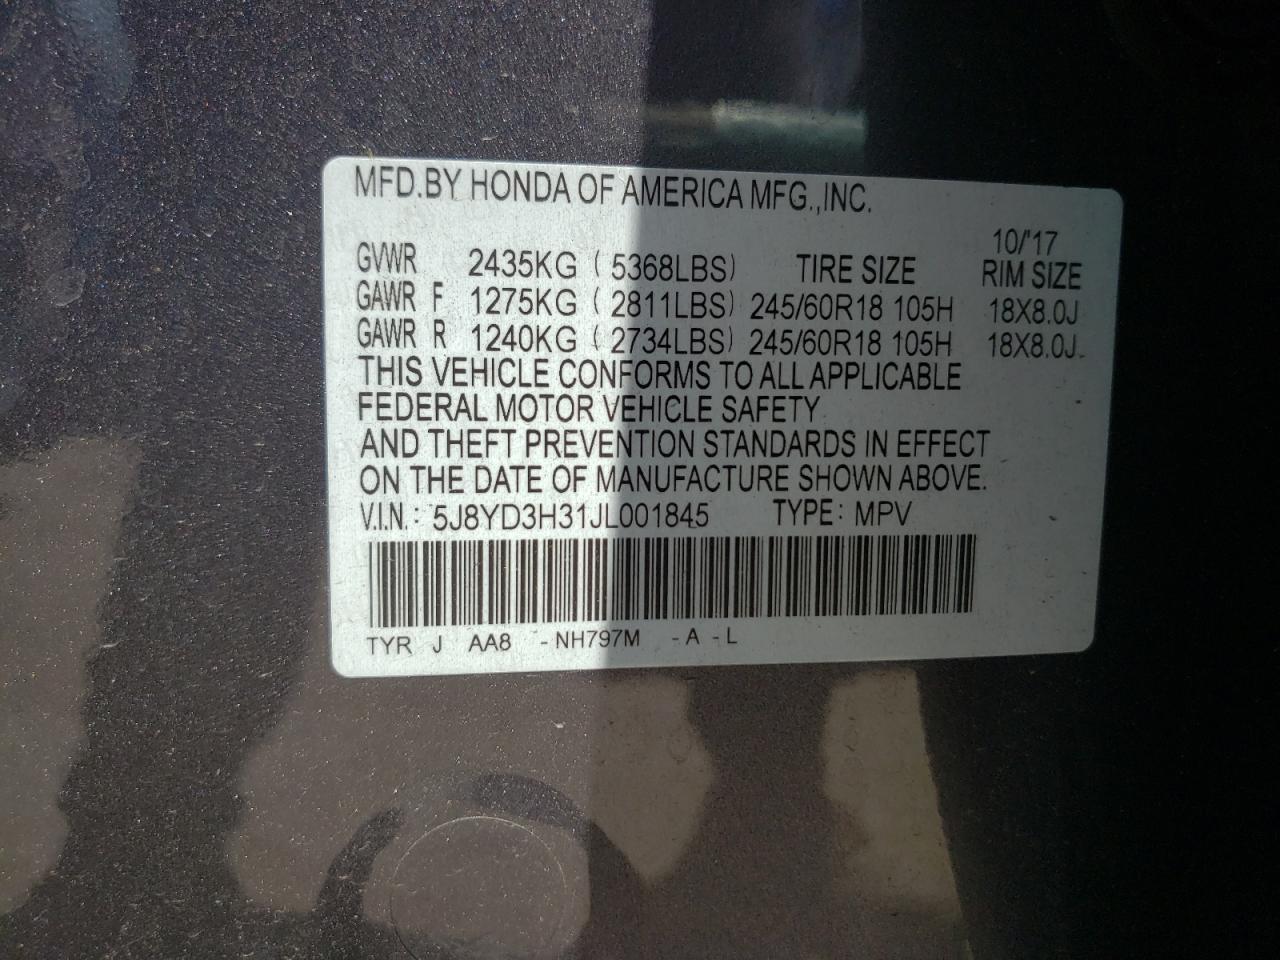 MFD.BY HONDA OF AMERICA MFG.,INC.
10/'17
GVWR 2435KG ( 5368LBS) TIRE SIZE RIM SIZE
GAWR F 1275KG ( 2811LBS) 245/60R18 105H 18X8.0J
GAWR R 1240KG ( 2734LBS) 245/60R18 105H 18X8.0J
THIS VEHICLE CONFORMS TO ALL APPLICABLE
FEDERAL MOTOR VEHICLE SAFETY
AND THEFT PREVENTION STANDARDS IN EFFECT
ON THE DATE OF MANUFACTURE SHOWN ABOVE.
V.I.N.: 5J8YD3H31JL001845 TYPE: MPV
TYR J AA8 - NH797M - A - L